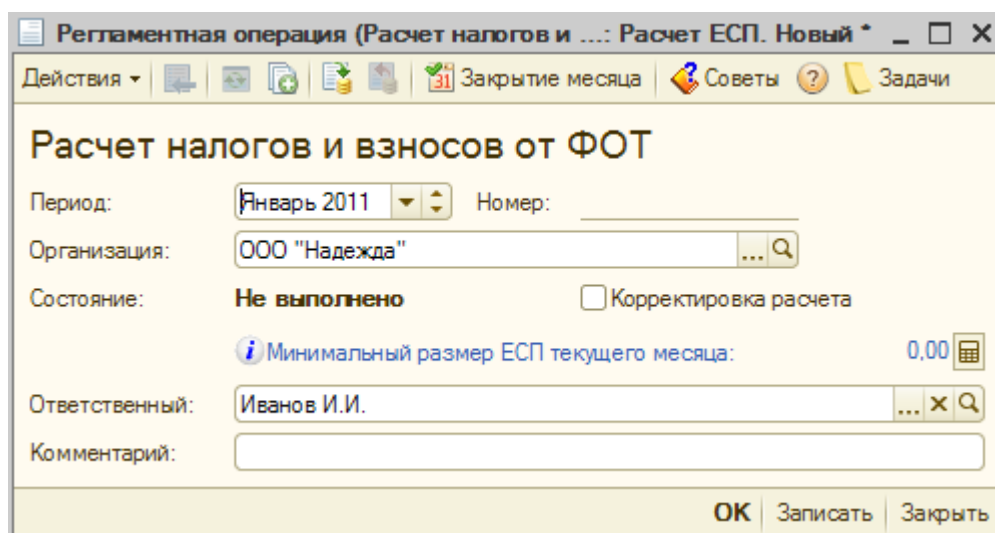 Регламентная операция (Расчет налогов и ...: Расчет ЕСП. Новый *
Действия Закрытие месяца Советы Задачи
Расчет налогов и взносов от ФОТ
Период: Январь 2011 Номер:
Организация: ООО "Надежда" ...
Состояние: Не выполнено Корректировка расчета
Минимальный размер ЕСП текущего месяца: 0,00
Ответственный: Иванов И.И. ...
Комментарий:
ОК Записать Закрыть